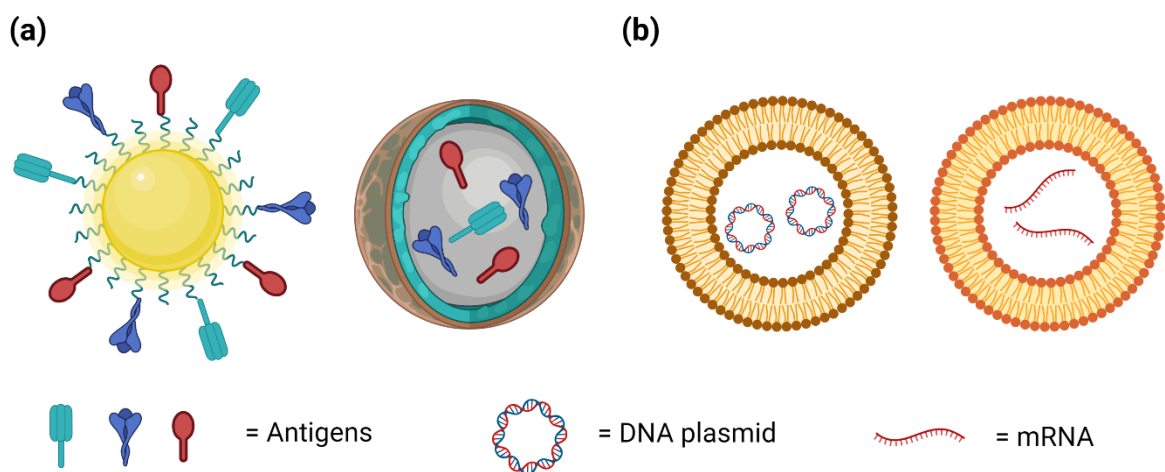 (a)
(b)
= Antigens
= DNA plasmid
= mRNA